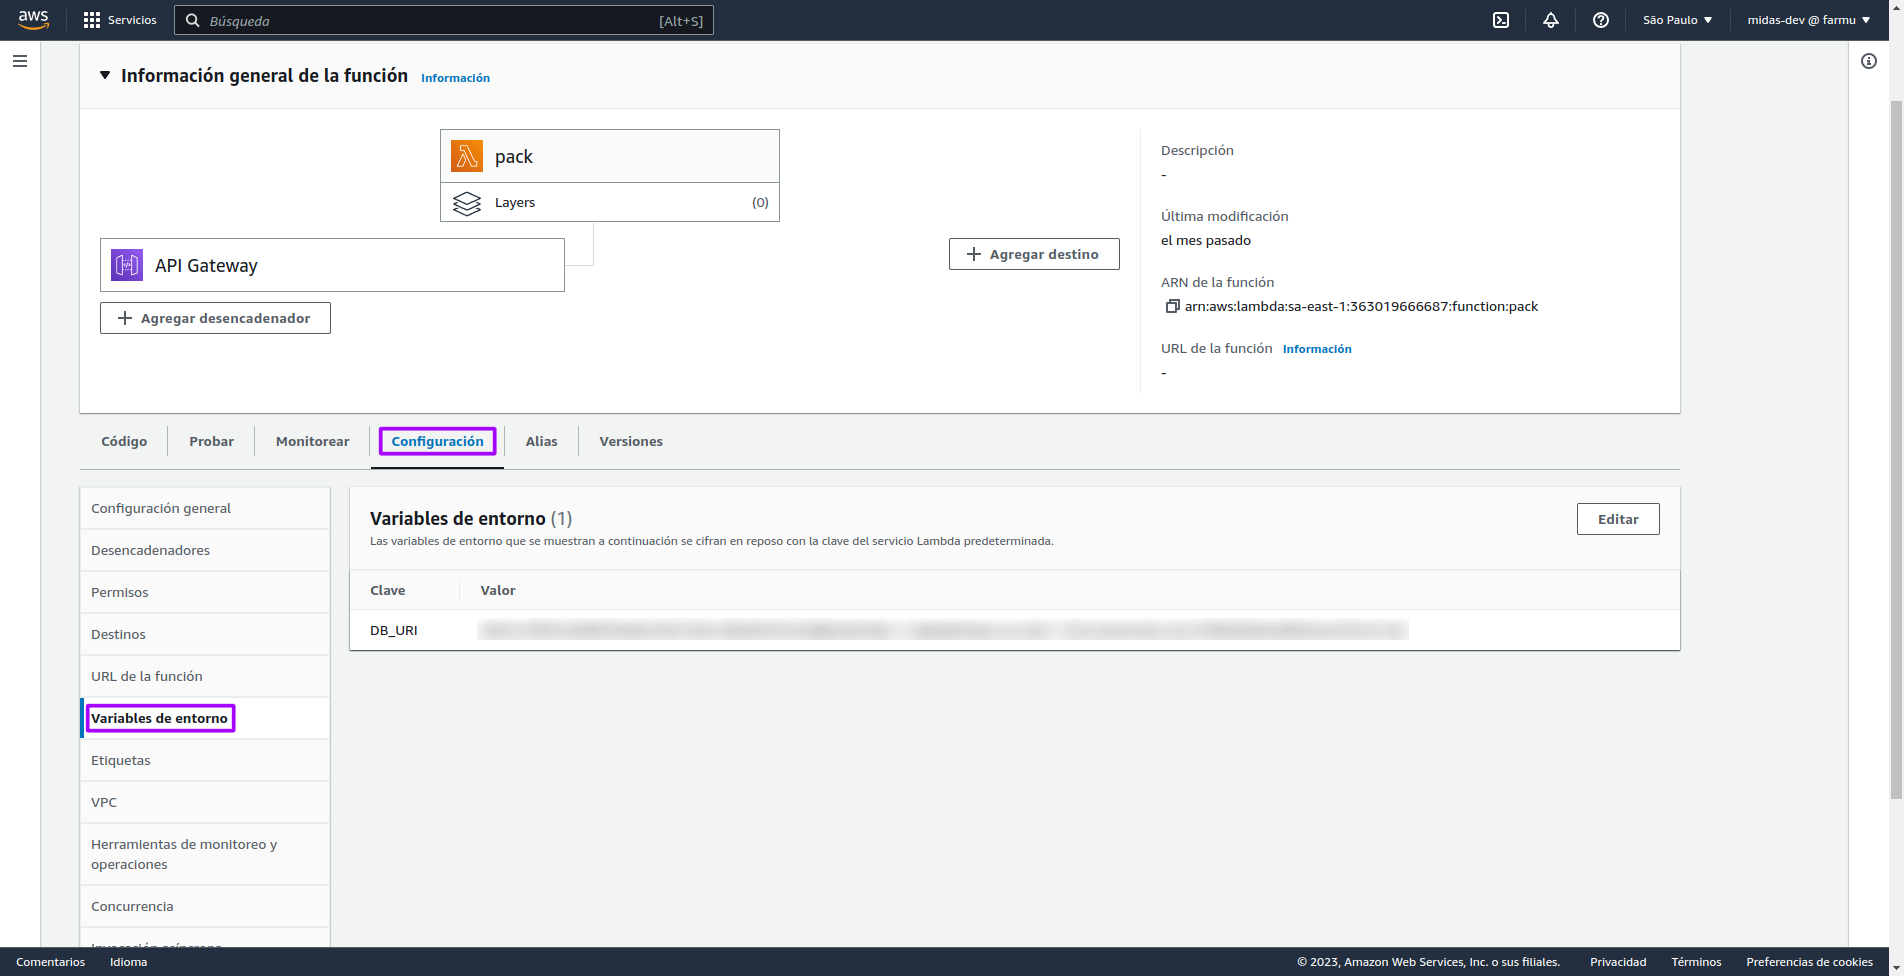 aws
Servicios
Búsqueda
[Alt+S]
São Paulo
midas-dev @ farmu
Información general de la función
Información
pack
Layers
(0)
API Gateway
Agregar desencadenador
Agregar destino
Descripción
-
Última modificación
el mes pasado
ARN de la función
arn:aws:lambda:sa-east-1:363019666687:function:pack
URL de la función
Información
-
Código
Probar
Monitorear
Configuración
Alias
Versiones
Configuración general
Desencadenadores
Permisos
Destinos
URL de la función
Variables de entorno
Etiquetas
VPC
Herramientas de monitoreo y
operaciones
Concurrencia
Invocación asíncrona
Variables de entorno (1)
Las variables de entorno que se muestran a continuación se cifran en reposo con la clave del servicio Lambda predeterminada.
Editar
Clave
Valor
DB_URI
Comentarios
Idioma
© 2023, Amazon Web Services, Inc. o sus filiales.
Privacidad
Términos
Preferencias de cookies